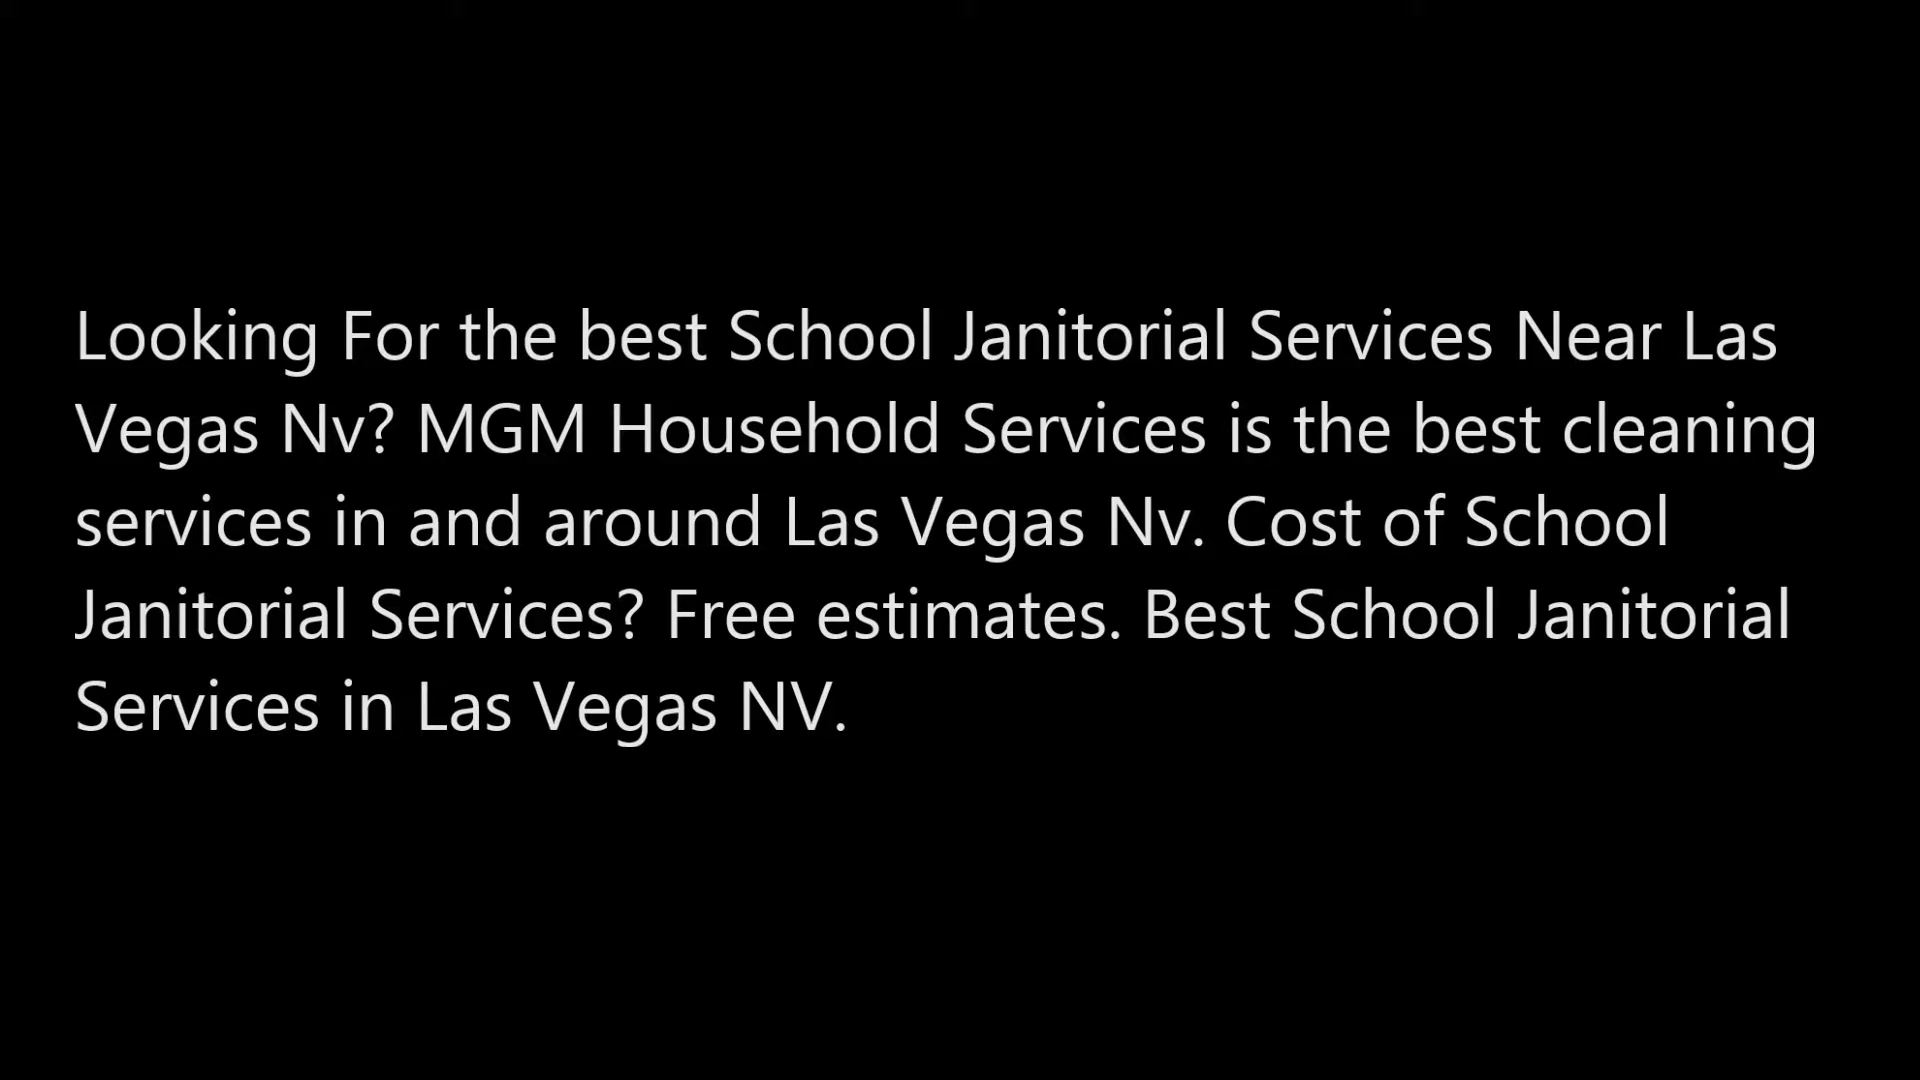 Looking For the best School Janitorial Services Near Las
Vegas Nv? MGM Household Services is the best cleaning
services in and around Las Vegas Nv. Cost of School
Janitorial Services? Free estimates. Best School Janitorial
Services in Las Vegas NV.